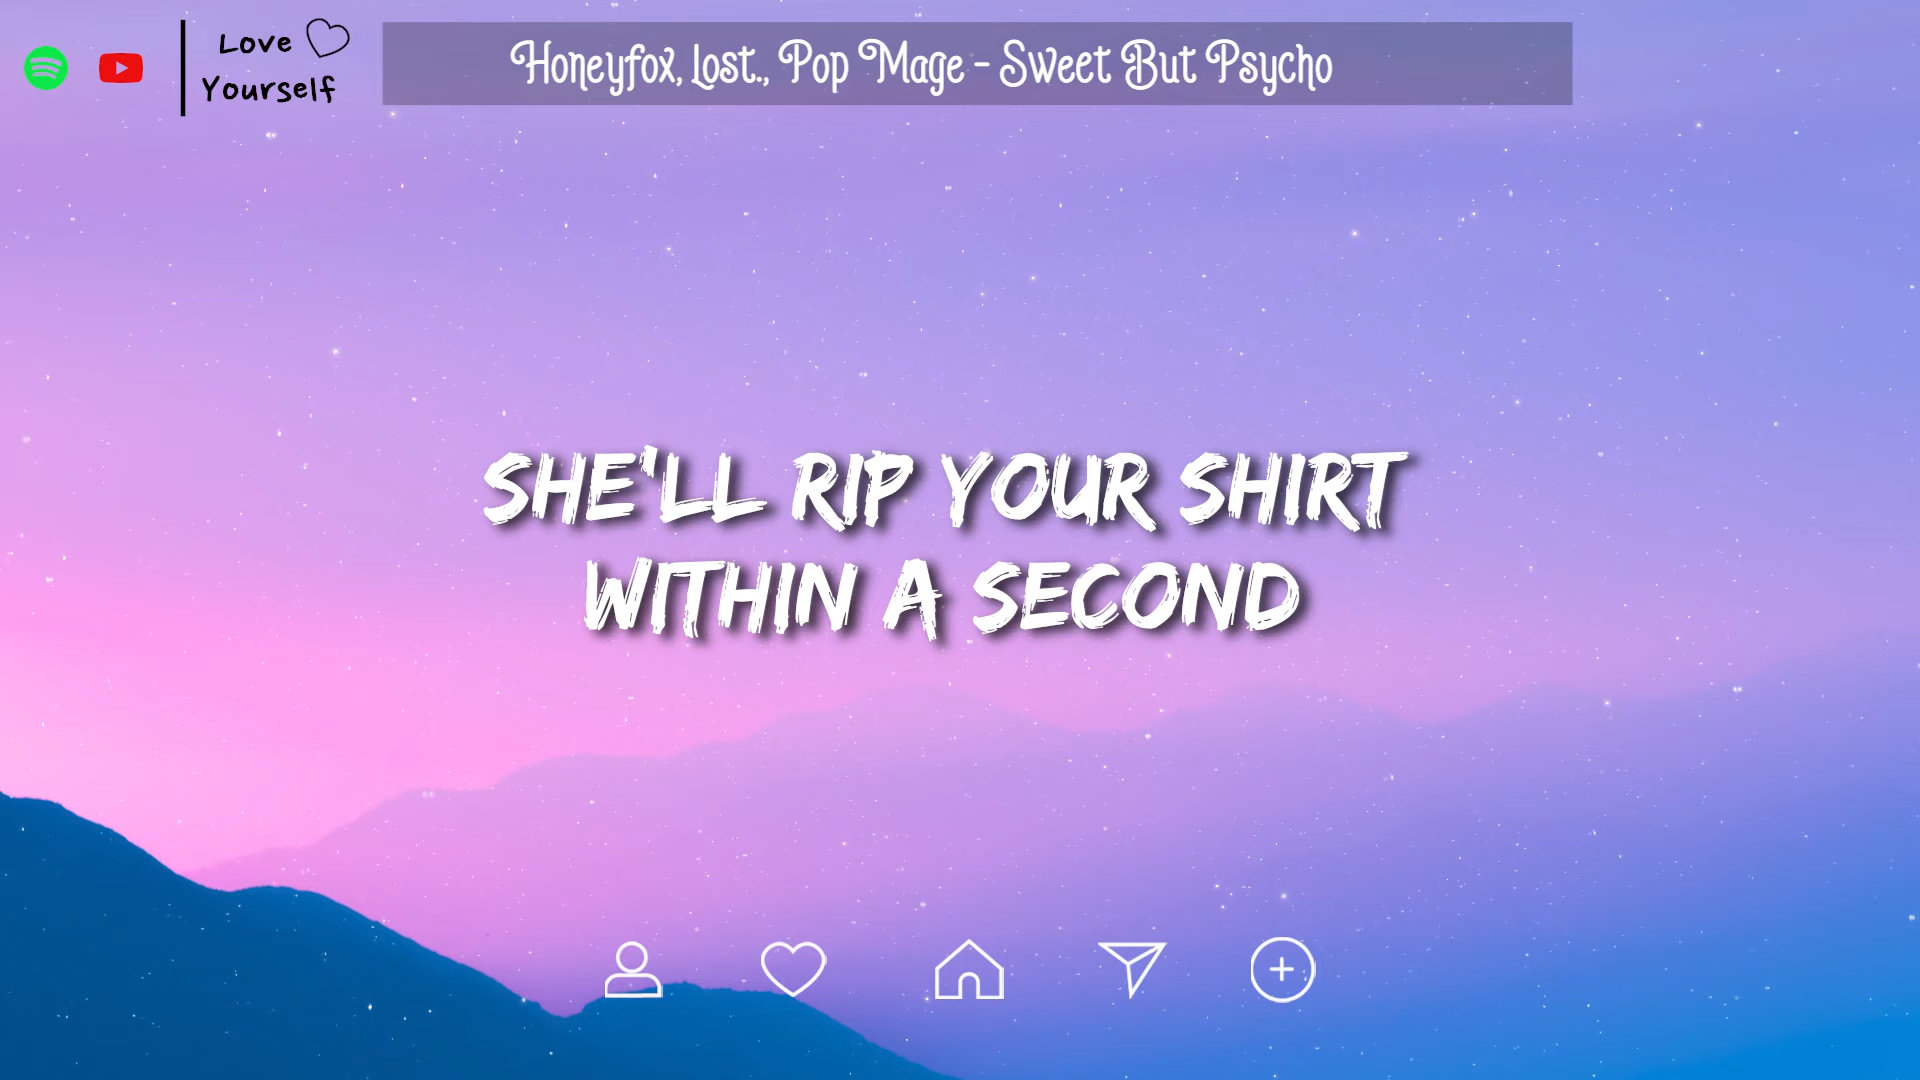 Love
Yourself
Honeyfox, Lost., Pop Mage - Sweet But Psycho
SHE'LL RIP YOUR SHIRT
WITHIN A SECOND